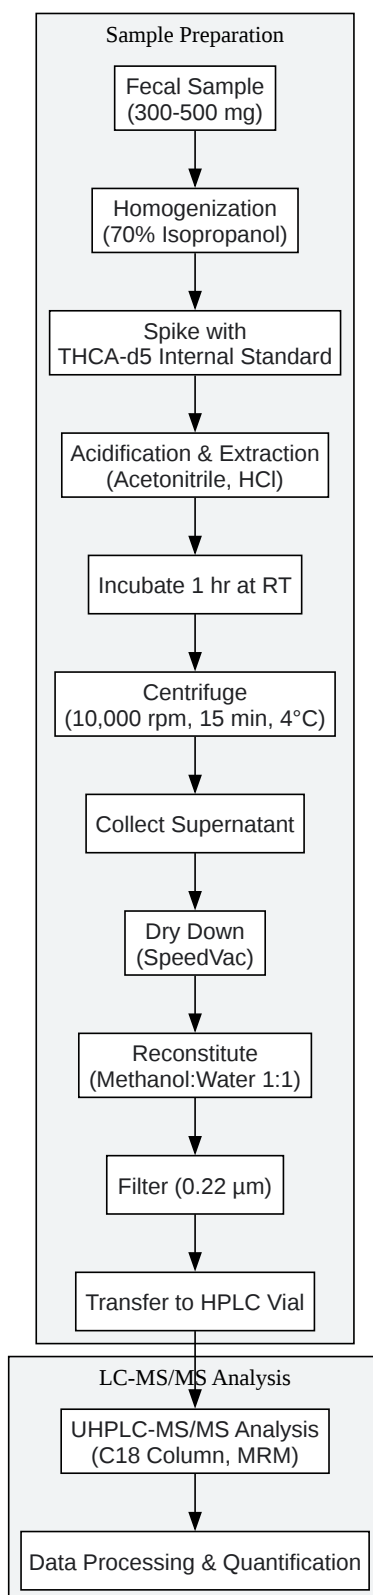 Sample Preparation
Fecal Sample
(300-500 mg)
Homogenization
(70% Isopropanol)
Spike with
THCA-d5 Internal Standard
Acidification & Extraction
(Acetonitrile, HCl)
Incubate 1 hr at RT
Centrifuge
(10,000 rpm, 15 min, 4°C)
Collect Supernatant
Dry Down
(SpeedVac)
Reconstitute
(Methanol:Water 1:1)
Filter (0.22 µm)
Transfer to HPLC Vial
LC-MS/MS Analysis
UHPLC-MS/MS Analysis
(C18 Column, MRM)
Data Processing & Quantification